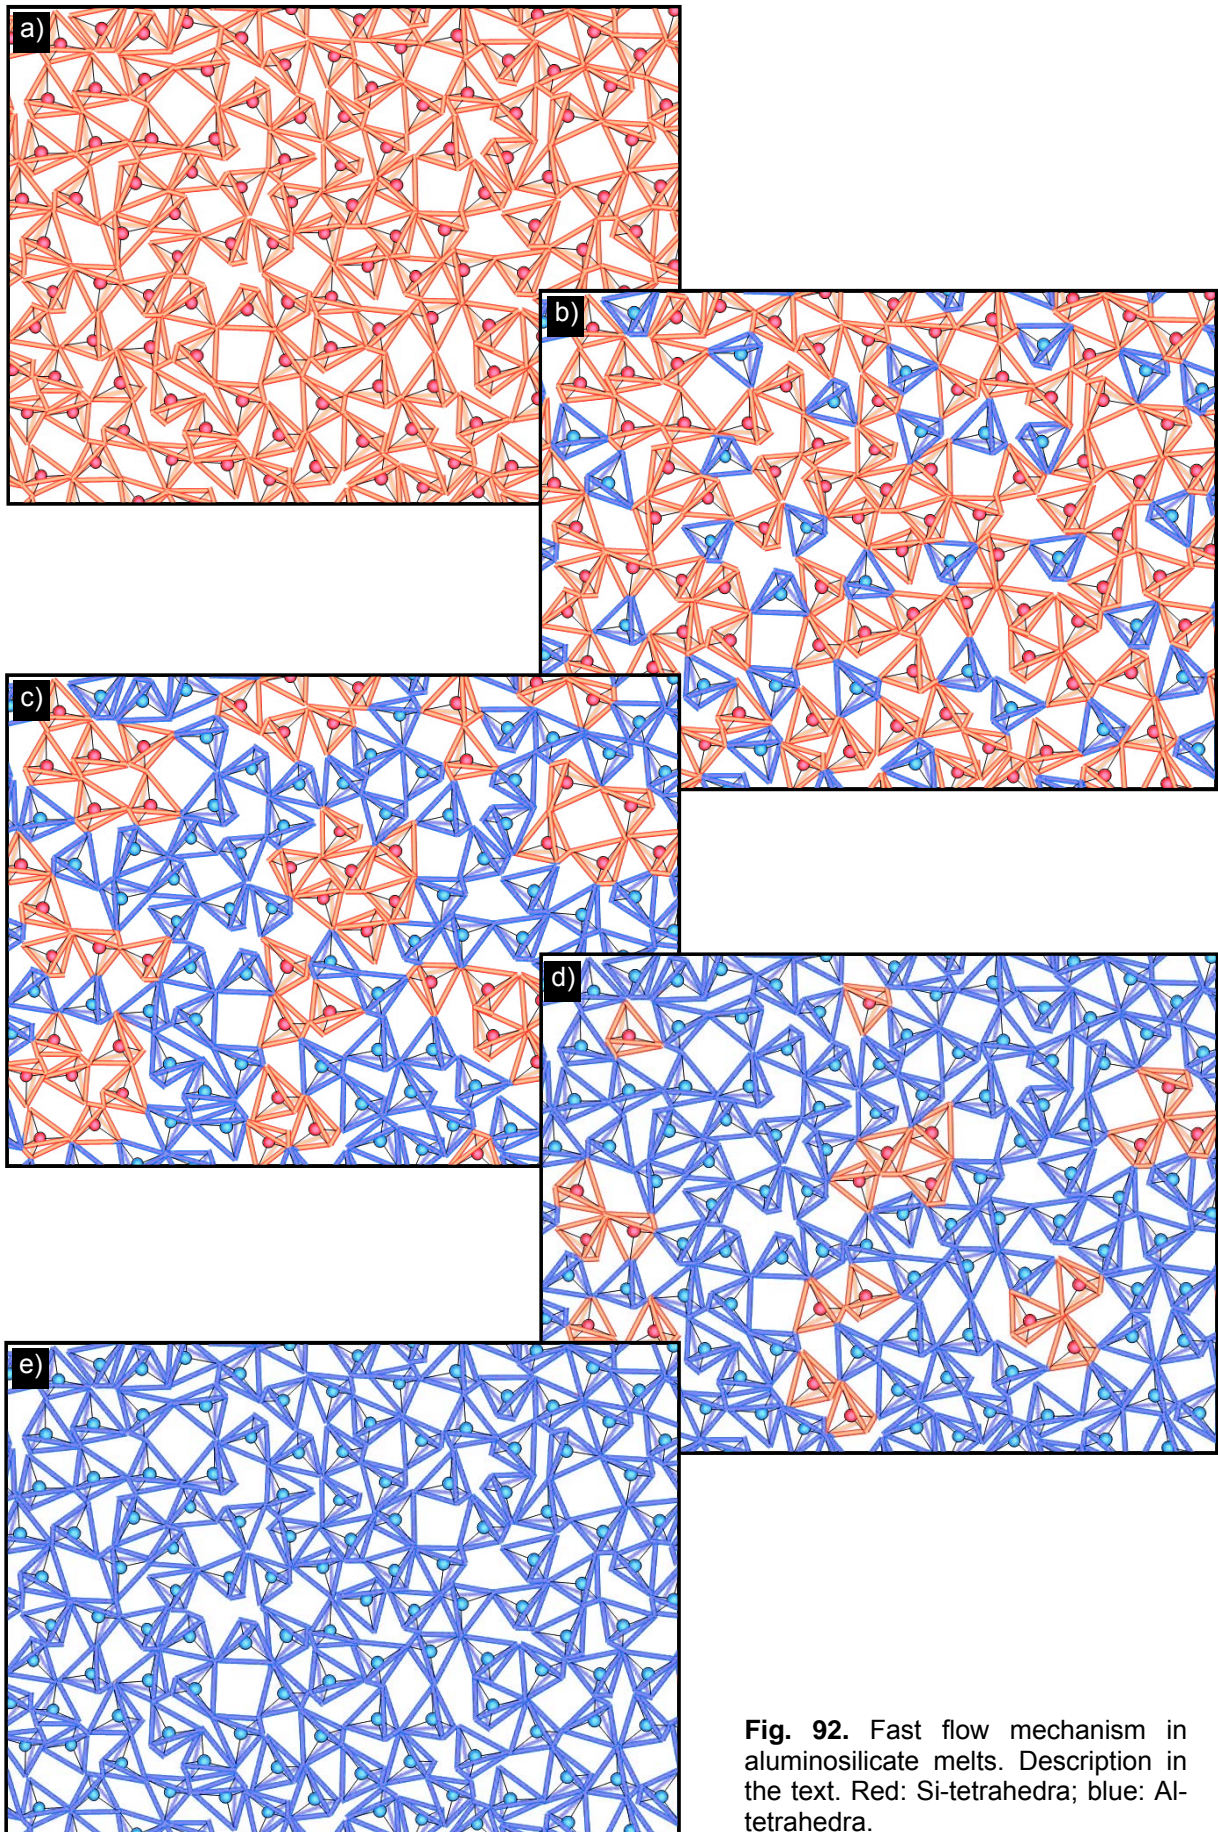 a)
b)
c)
d)
e)
Fig. 92. Fast flow mechanism in
aluminosilicate melts. Description in
the text. Red: Si-tetrahedra; blue: Al-
tetrahedra.